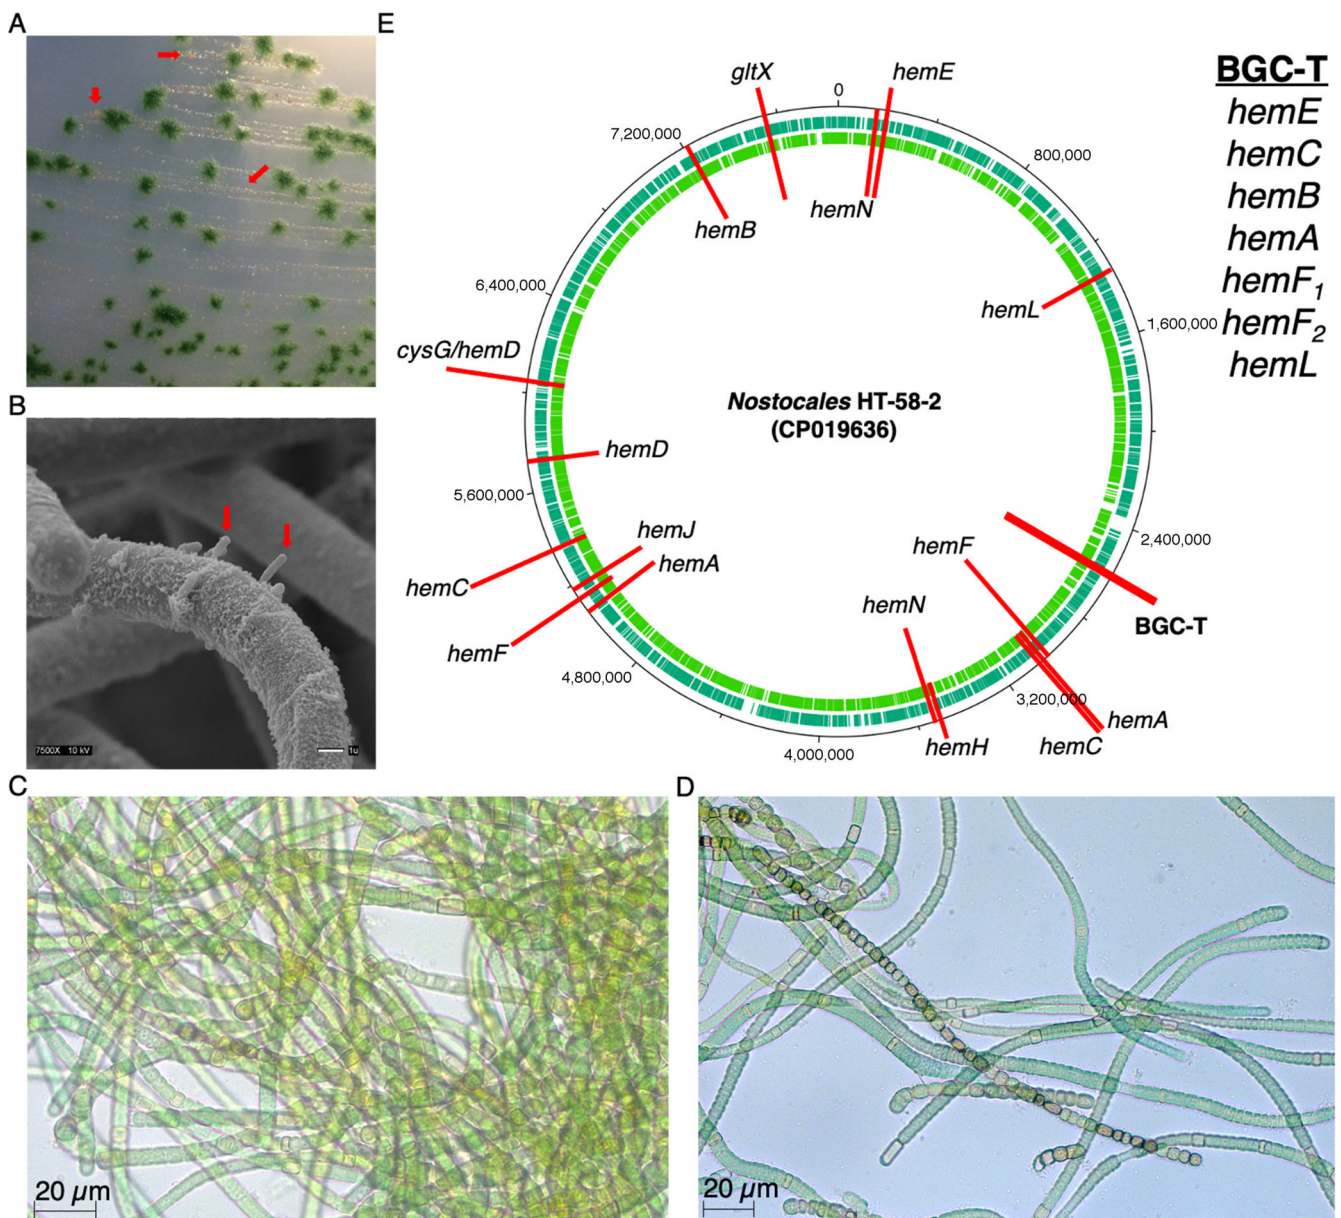 A
E
BGC-T
hemE
hemC
hemB
hemA
hemF1
hemF2
hemL
gltX
hemE
0
7,200,000
800,000
hemN
hemB
6,400,000
hemL
1,600,000
cysG/hemD
Nostocales HT-58-2
(CP019636)
B
hemD
5,600,000
hemJ
hemF
2,400,000
hemC
hemA
hemN
BGC-T
hemF
4,800,000
3,200,000
hemA
hemH
hemC
4,000,000
7500X 10 kV
1u
C
D
20 µm
20 µm